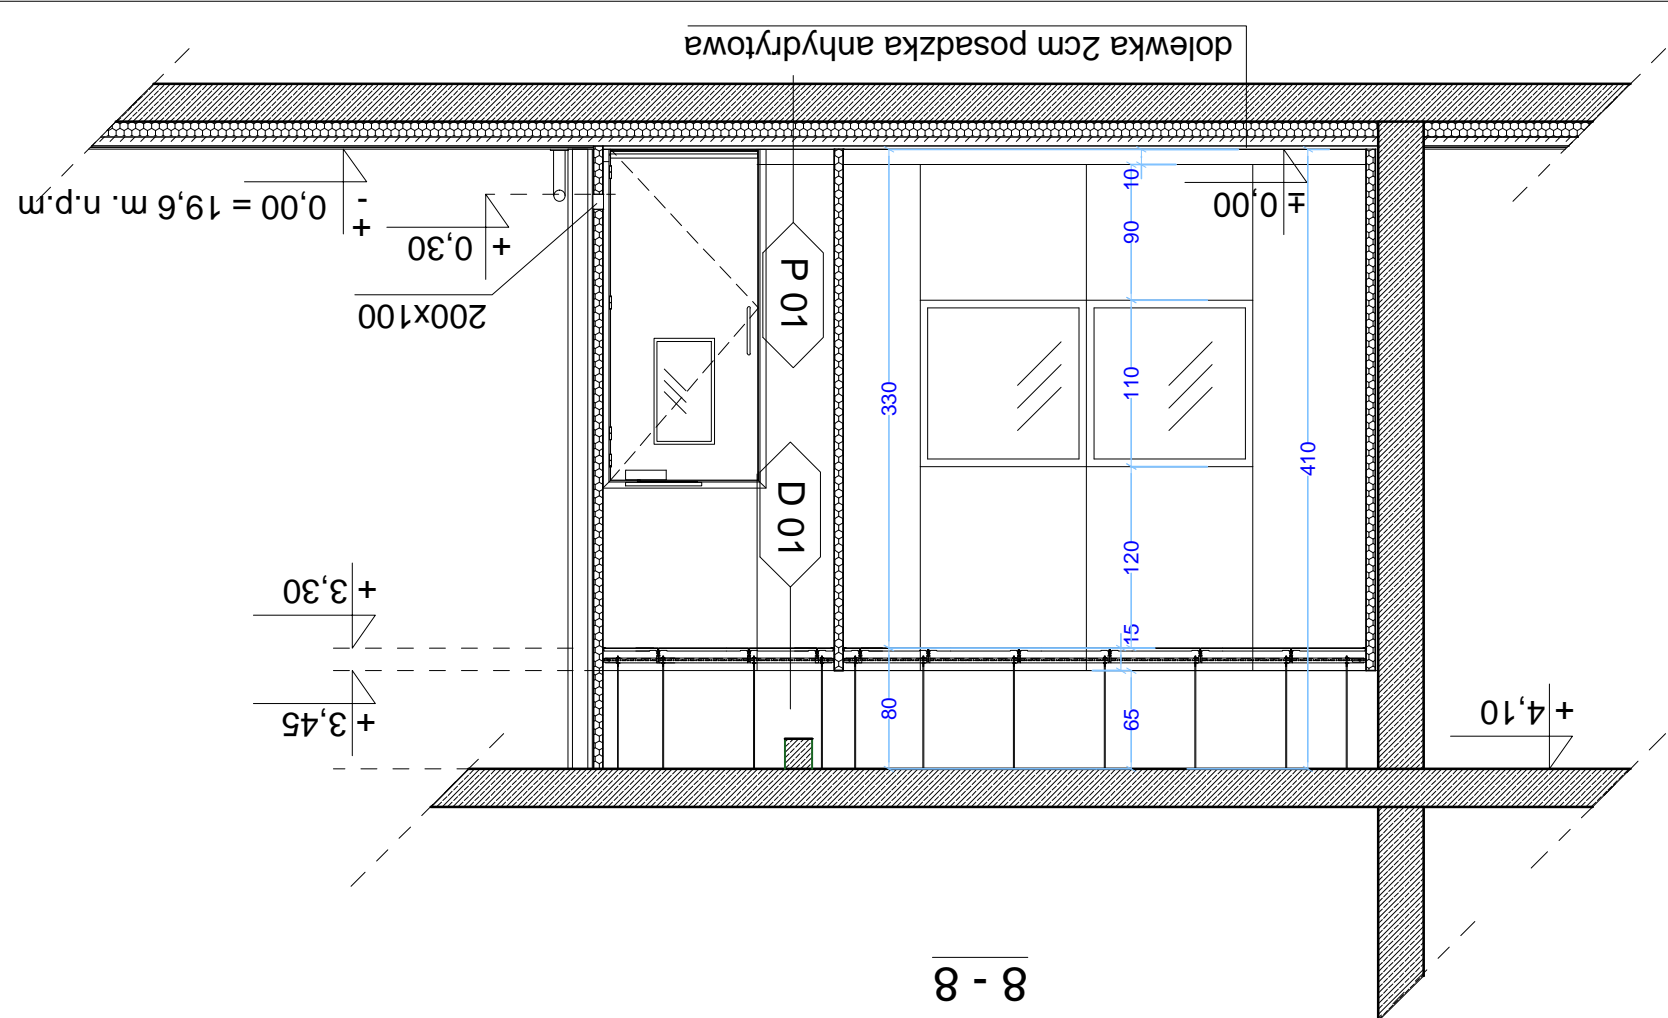 8 - 8
+ 4,10
+ 3,45
+ 3,30
80
65
15
120
410
330
110
90
10
D 01
P 01
200x100
+ 0,30
± 0,00
+
- 0,00 = 19,6 m. n.p.m
dolewka 2cm posadzka anhydrytowa